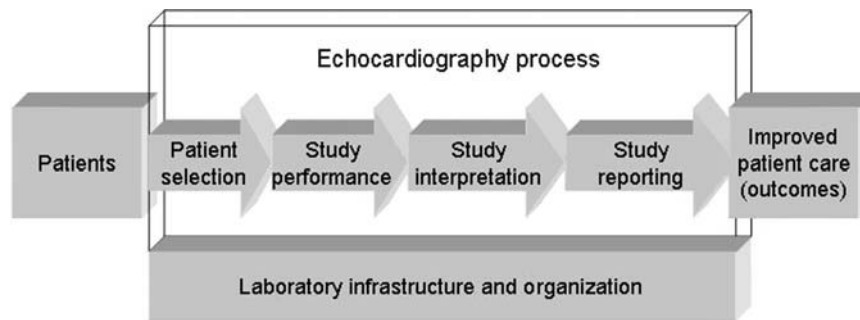 Echocardiography process
Patients
Patient
selection
Study
performance
Study
interpretation
Study
reporting
Improved
patient care
(outcomes)
Laboratory infrastructure and organization